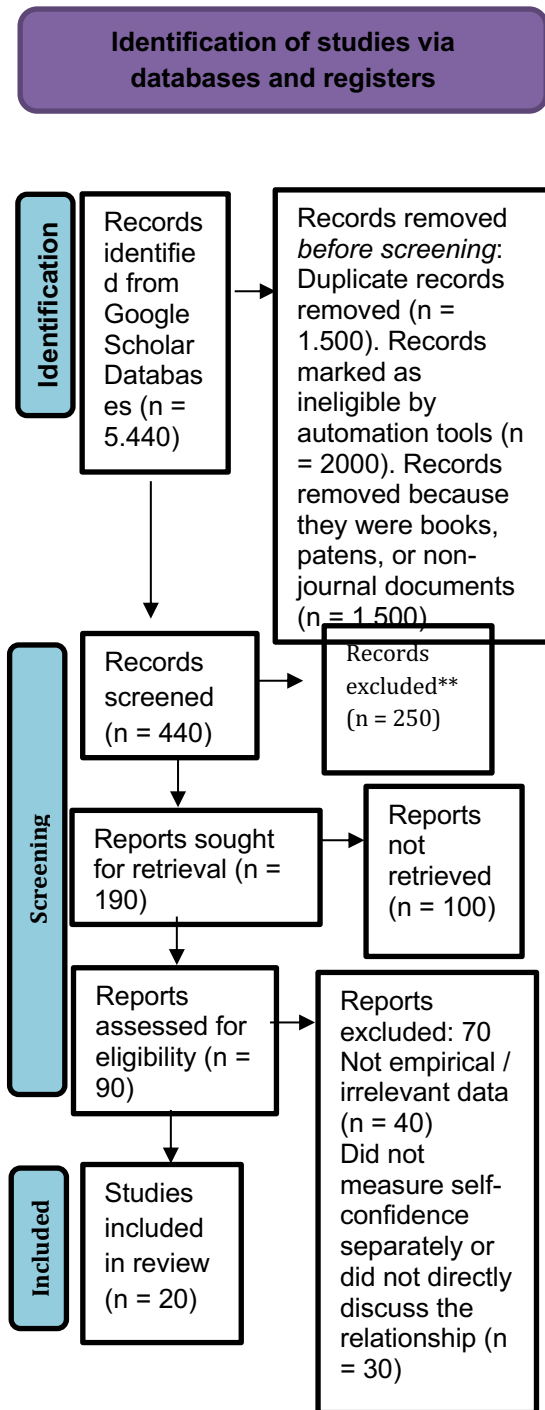 Identification of studies via
databases and registers
Identification
Records
identifie
d from
Google
Scholar
Databas
es (n =
5.440)
Records removed
before screening:
Duplicate records
removed (n =
1.500). Records
marked as
ineligible by
automation tools (n
= 2000). Records
removed because
they were books,
patens, or non-
journal documents
(n = 1.500)
Screening
Records
screened
(n = 440)
Records
excluded**
(n = 250)
Reports sought
for retrieval (n =
190)
Reports
not
retrieved
(n = 100)
Reports
assessed for
eligibility (n =
90)
Reports
excluded: 70
Not empirical /
irrelevant data
(n = 40)
Did not
measure self-
confidence
separately or
did not directly
discuss the
relationship (n
= 30)
Included
Studies
included
in review
(n = 20)